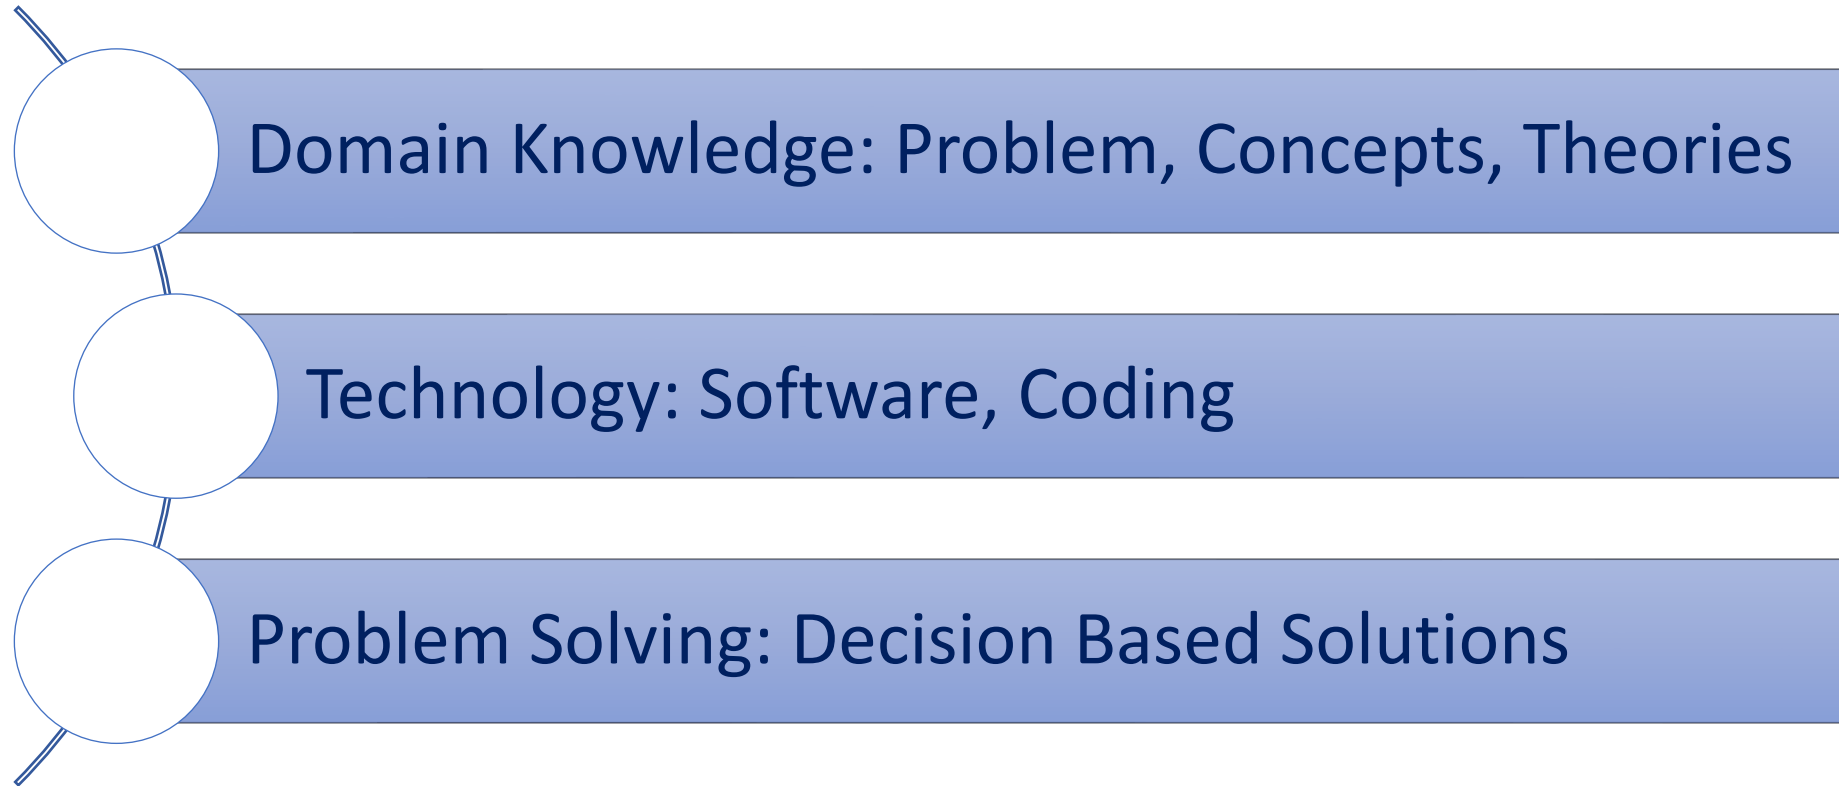 Domain Knowledge: Problem, Concepts, Theories
Technology: Software, Coding
Problem Solving: Decision Based Solutions